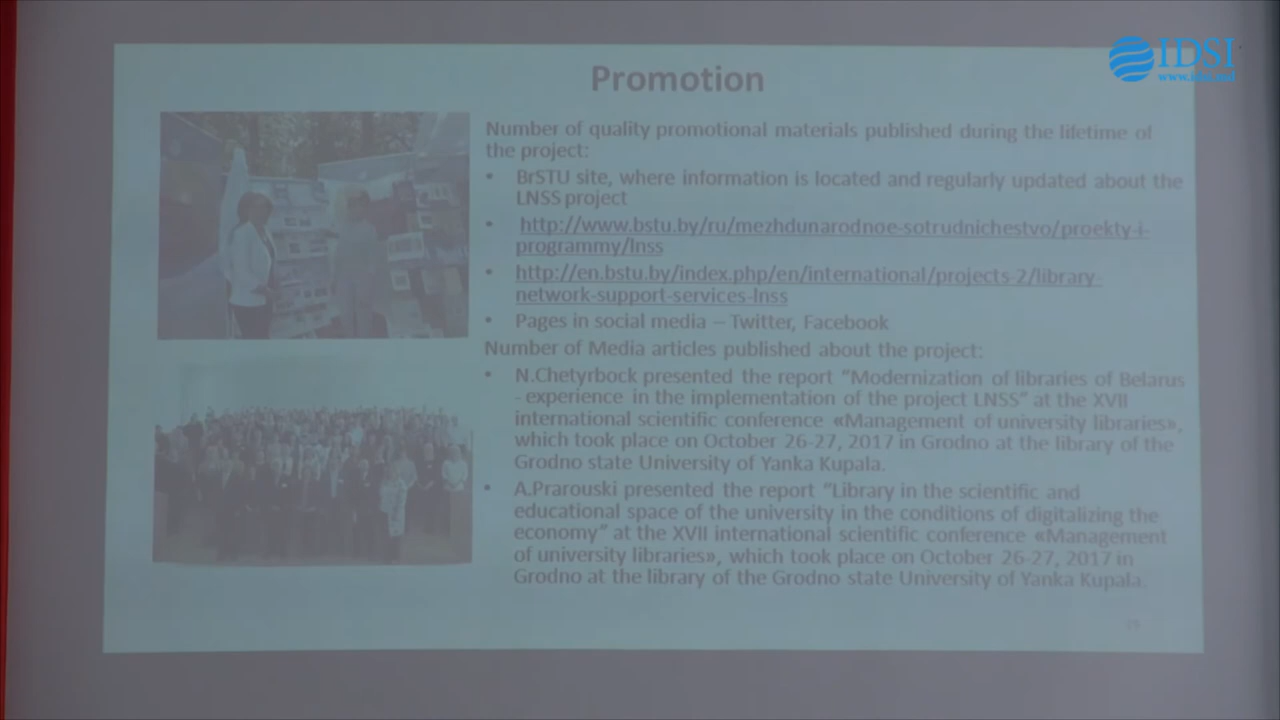 IDSI
www.idsi.md
Promotion
Number of quality promotional materials published during the lifetime of
the project:
• BrSTU site, where information is located and regularly updated about the
LNSS project
• http://www.bstu.by/ru/mezhdunarodnoe-sotrudnichestvo/proekty-i-
programmy/lnss
• http://en.bstu.by/index.php/en/international/projects-2/library-
network-support-services-lnss
• Pages in social media – Twitter, Facebook
Number of Media articles published about the project:
• N.Chetyrbock presented the report “Modernization of libraries of Belarus
- experience in the implementation of the project LNSS” at the XVII
international scientific conference «Management of university libraries»,
which took place on October 26-27, 2017 in Grodno at the library of the
Grodno state University of Yanka Kupala.
• A.Prarouski presented the report “Library in the scientific and
educational space of the university in the conditions of digitalizing the
economy” at the XVII international scientific conference «Management
of university libraries», which took place on October 26-27, 2017 in
Grodno at the library of the Grodno state University of Yanka Kupala.